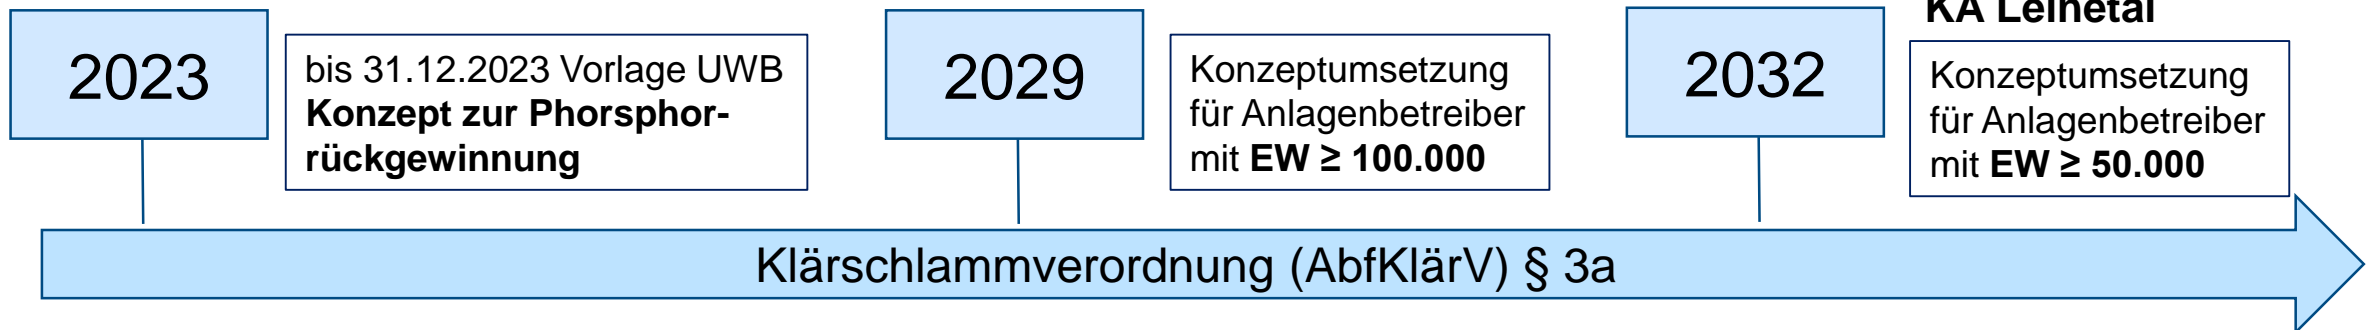 2023
bis 31.12.2023 Vorlage UWB
Konzept zur Phorsphor-
rückgewinnung
2029
Konzeptumsetzung
für Anlagenbetreiber
mit EW ≥ 100.000
2032
KA Leinetal
Konzeptumsetzung
für Anlagenbetreiber
mit EW ≥ 50.000
Klärschlammverordnung (AbfKlärV) § 3a